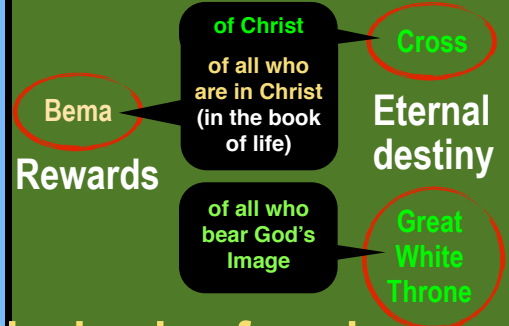 of Christ
Cross
of all who
are in Christ
(in the book
of life)
Bema
Rewards
Eternal
destiny
of all who
bear God's
Image
Great
White
Throne